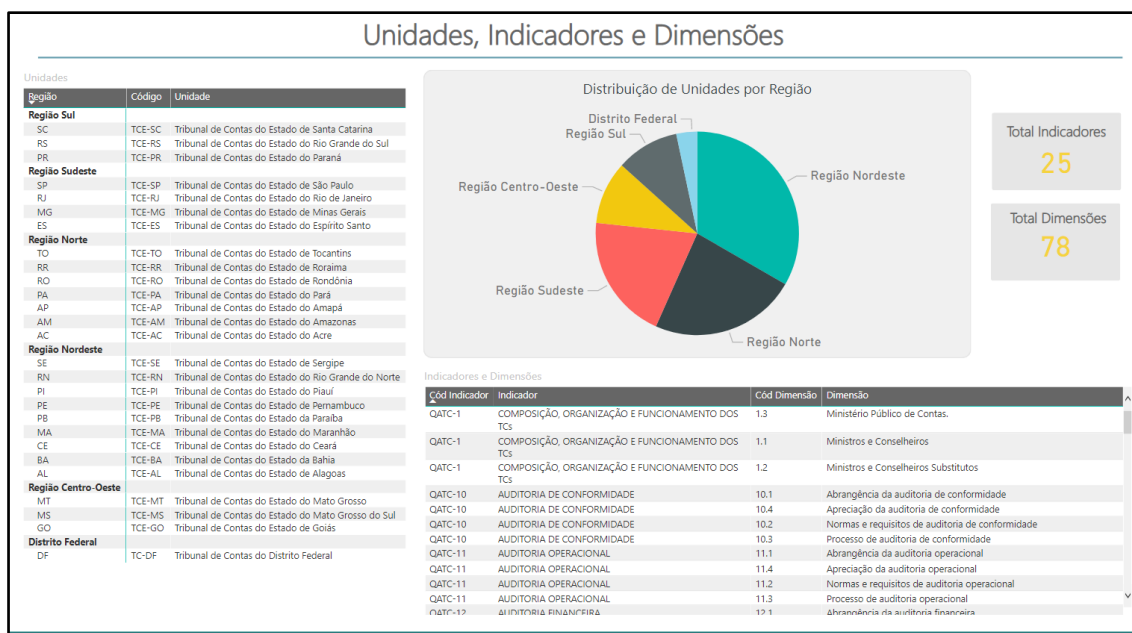 Unidades, Indicadores e Dimensões
Unidades
Região Código Unidade
Região Sul
SC TCE-SC Tribunal de Contas do Estado de Santa Catarina
RS TCE-RS Tribunal de Contas do Estado do Rio Grande do Sul
PR TCE-PR Tribunal de Contas do Estado do Paraná
Região Sudeste
SP TCE-SP Tribunal de Contas do Estado de São Paulo
RJ TCE-RJ Tribunal de Contas do Estado do Rio de Janeiro
MG TCE-MG Tribunal de Contas do Estado de Minas Gerais
ES TCE-ES Tribunal de Contas do Estado do Espírito Santo
Região Norte
TO TCE-TO Tribunal de Contas do Estado de Tocantins
RR TCE-RR Tribunal de Contas do Estado de Roraima
RO TCE-RO Tribunal de Contas do Estado de Rondônia
PA TCE-PA Tribunal de Contas do Estado do Pará
AP TCE-AP Tribunal de Contas do Estado do Amapá
AM TCE-AM Tribunal de Contas do Estado do Amazonas
AC TCE-AC Tribunal de Contas do Estado do Acre
Região Nordeste
SE TCE-SE Tribunal de Contas do Estado de Sergipe
RN TCE-RN Tribunal de Contas do Estado do Rio Grande do Norte
PI TCE-PI Tribunal de Contas do Estado do Piauí
PE TCE-PE Tribunal de Contas do Estado de Pernambuco
PB TCE-PB Tribunal de Contas do Estado da Paraíba
MA TCE-MA Tribunal de Contas do Estado do Maranhão
CE TCE-CE Tribunal de Contas do Estado do Ceará
BA TCE-BA Tribunal de Contas do Estado da Bahia
AL TCE-AL Tribunal de Contas do Estado de Alagoas
Região Centro-Oeste
MT TCE-MT Tribunal de Contas do Estado do Mato Grosso
MS TCE-MS Tribunal de Contas do Estado do Mato Grosso do Sul
GO TCE-GO Tribunal de Contas do Estado de Goiás
Distrito Federal
DF TC-DF Tribunal de Contas do Distrito Federal
Distribuição de Unidades por Região
Distrito Federal
Região Sul
Região Nordeste
Região Centro-Oeste
Região Sudeste
Região Norte
Total Indicadores
25
Total Dimensões
78
Indicadores e Dimensões
Cód Indicador Indicador Cód Dimensão Dimensão
QATC-1 COMPOSIÇÃO, ORGANIZAÇÃO E FUNCIONAMENTO DOS 1.3 Ministério Público de Contas.
TCs
QATC-1 COMPOSIÇÃO, ORGANIZAÇÃO E FUNCIONAMENTO DOS 1.1 Ministros e Conselheiros
TCs
QATC-1 COMPOSIÇÃO, ORGANIZAÇÃO E FUNCIONAMENTO DOS 1.2 Ministros e Conselheiros Substitutos
TCs
QATC-10 AUDITORIA DE CONFORMIDADE 10.1 Abrangência da auditoria de conformidade
QATC-10 AUDITORIA DE CONFORMIDADE 10.4 Apreciação da auditoria de conformidade
QATC-10 AUDITORIA DE CONFORMIDADE 10.2 Normas e requisitos de auditoria de conformidade
QATC-10 AUDITORIA DE CONFORMIDADE 10.3 Processo de auditoria de conformidade
QATC-11 AUDITORIA OPERACIONAL 11.1 Abrangência da auditoria operacional
QATC-11 AUDITORIA OPERACIONAL 11.4 Apreciação da auditoria operacional
QATC-11 AUDITORIA OPERACIONAL 11.2 Normas e requisitos de auditoria operacional
QATC-11 AUDITORIA OPERACIONAL 11.3 Processo de auditoria operacional
QATC-12 AUDITORIA FINANCEIRA 12.1 Abrangência da auditoria financeira